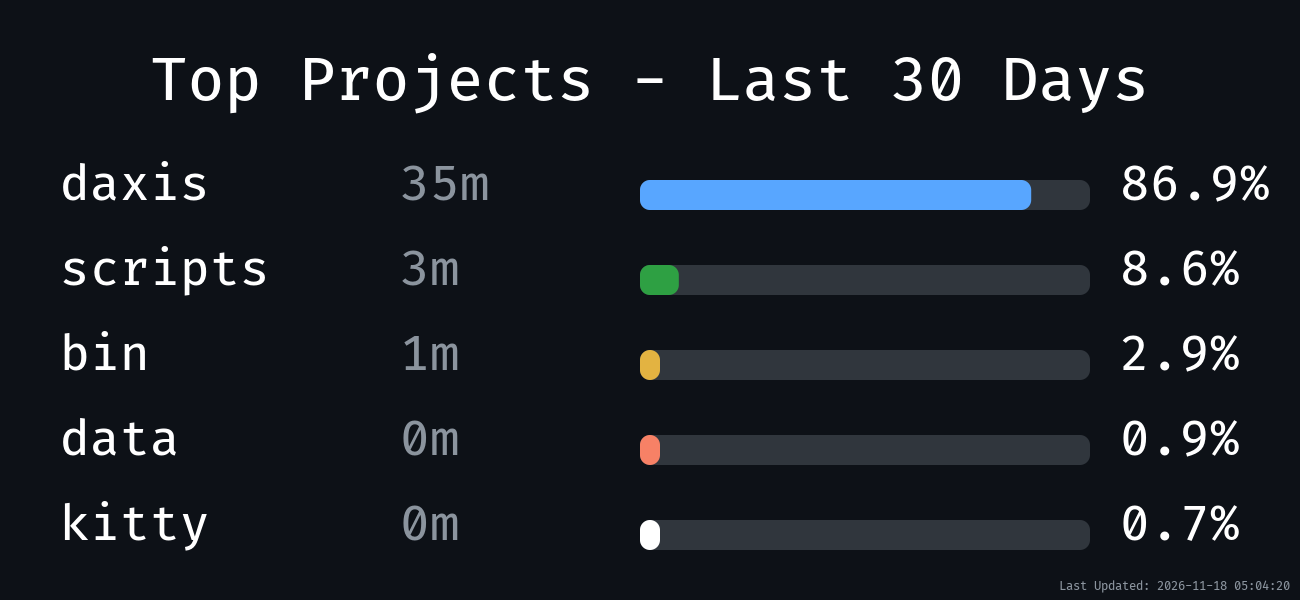 Top Projects - Last 30 Days
daxis 35m 86.9%
scripts 3m 8.6%
bin 1m 2.9%
data 0m 0.9%
kitty 0m 0.7%
Last Updated: 2026-11-18 05:04:20